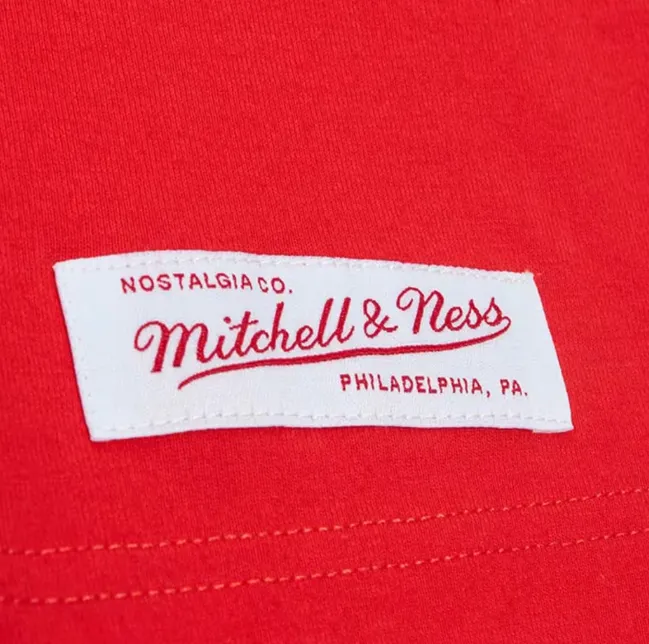 NOSTALGIA CO.
Mitchell & Ness
PHILADELPHIA, PA.